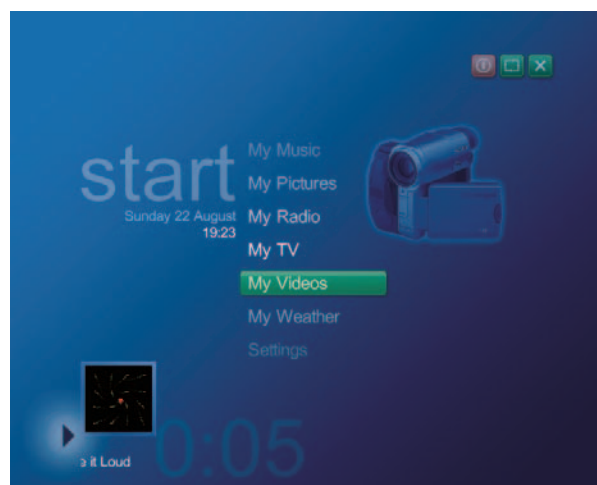 start
Sunday 22 August
19:23
My Music
My Pictures
My Radio
My TV
My Videos
My Weather
Settings
0:05
e it Loud